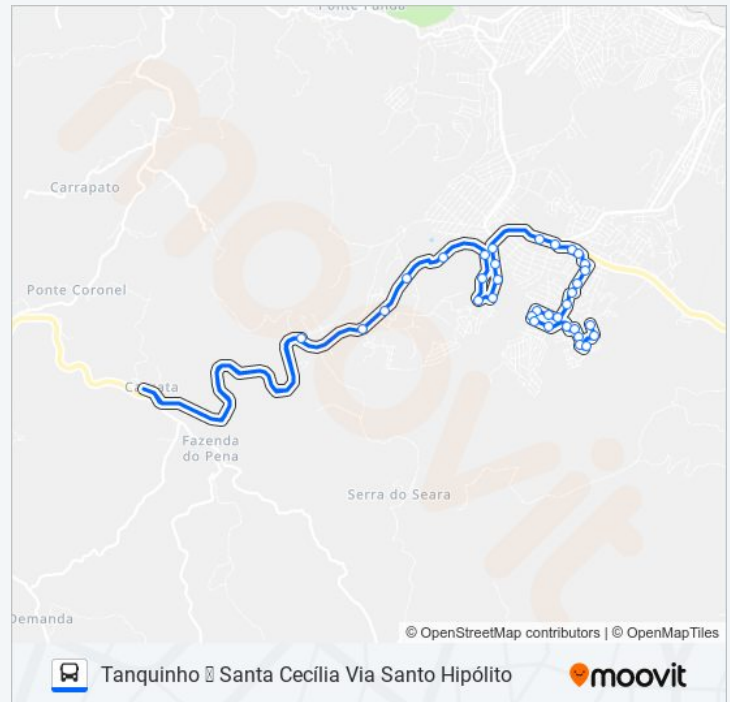 Ponte Funda
Carrapato
Ponte Coronel
Fazenda
do Pena
Serra do Seara
Demanda
moovit
© OpenStreetMap contributors | © OpenMapTiles
Tanquinho 🢒 Santa Cecília Via Santo Hipólito
moovit